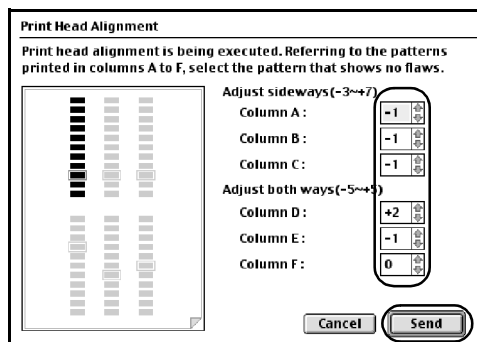 Print Head Alignment
Print head alignment is being executed. Referring to the patterns
printed in columns A to F, select the pattern that shows no flaws.
Adjust sideways(-3~+7)
Column A: -1
Column B: -1
Column C: -1
Adjust both ways(-5~+5)
Column D: +2
Column E: -1
Column F: 0
Cancel Send